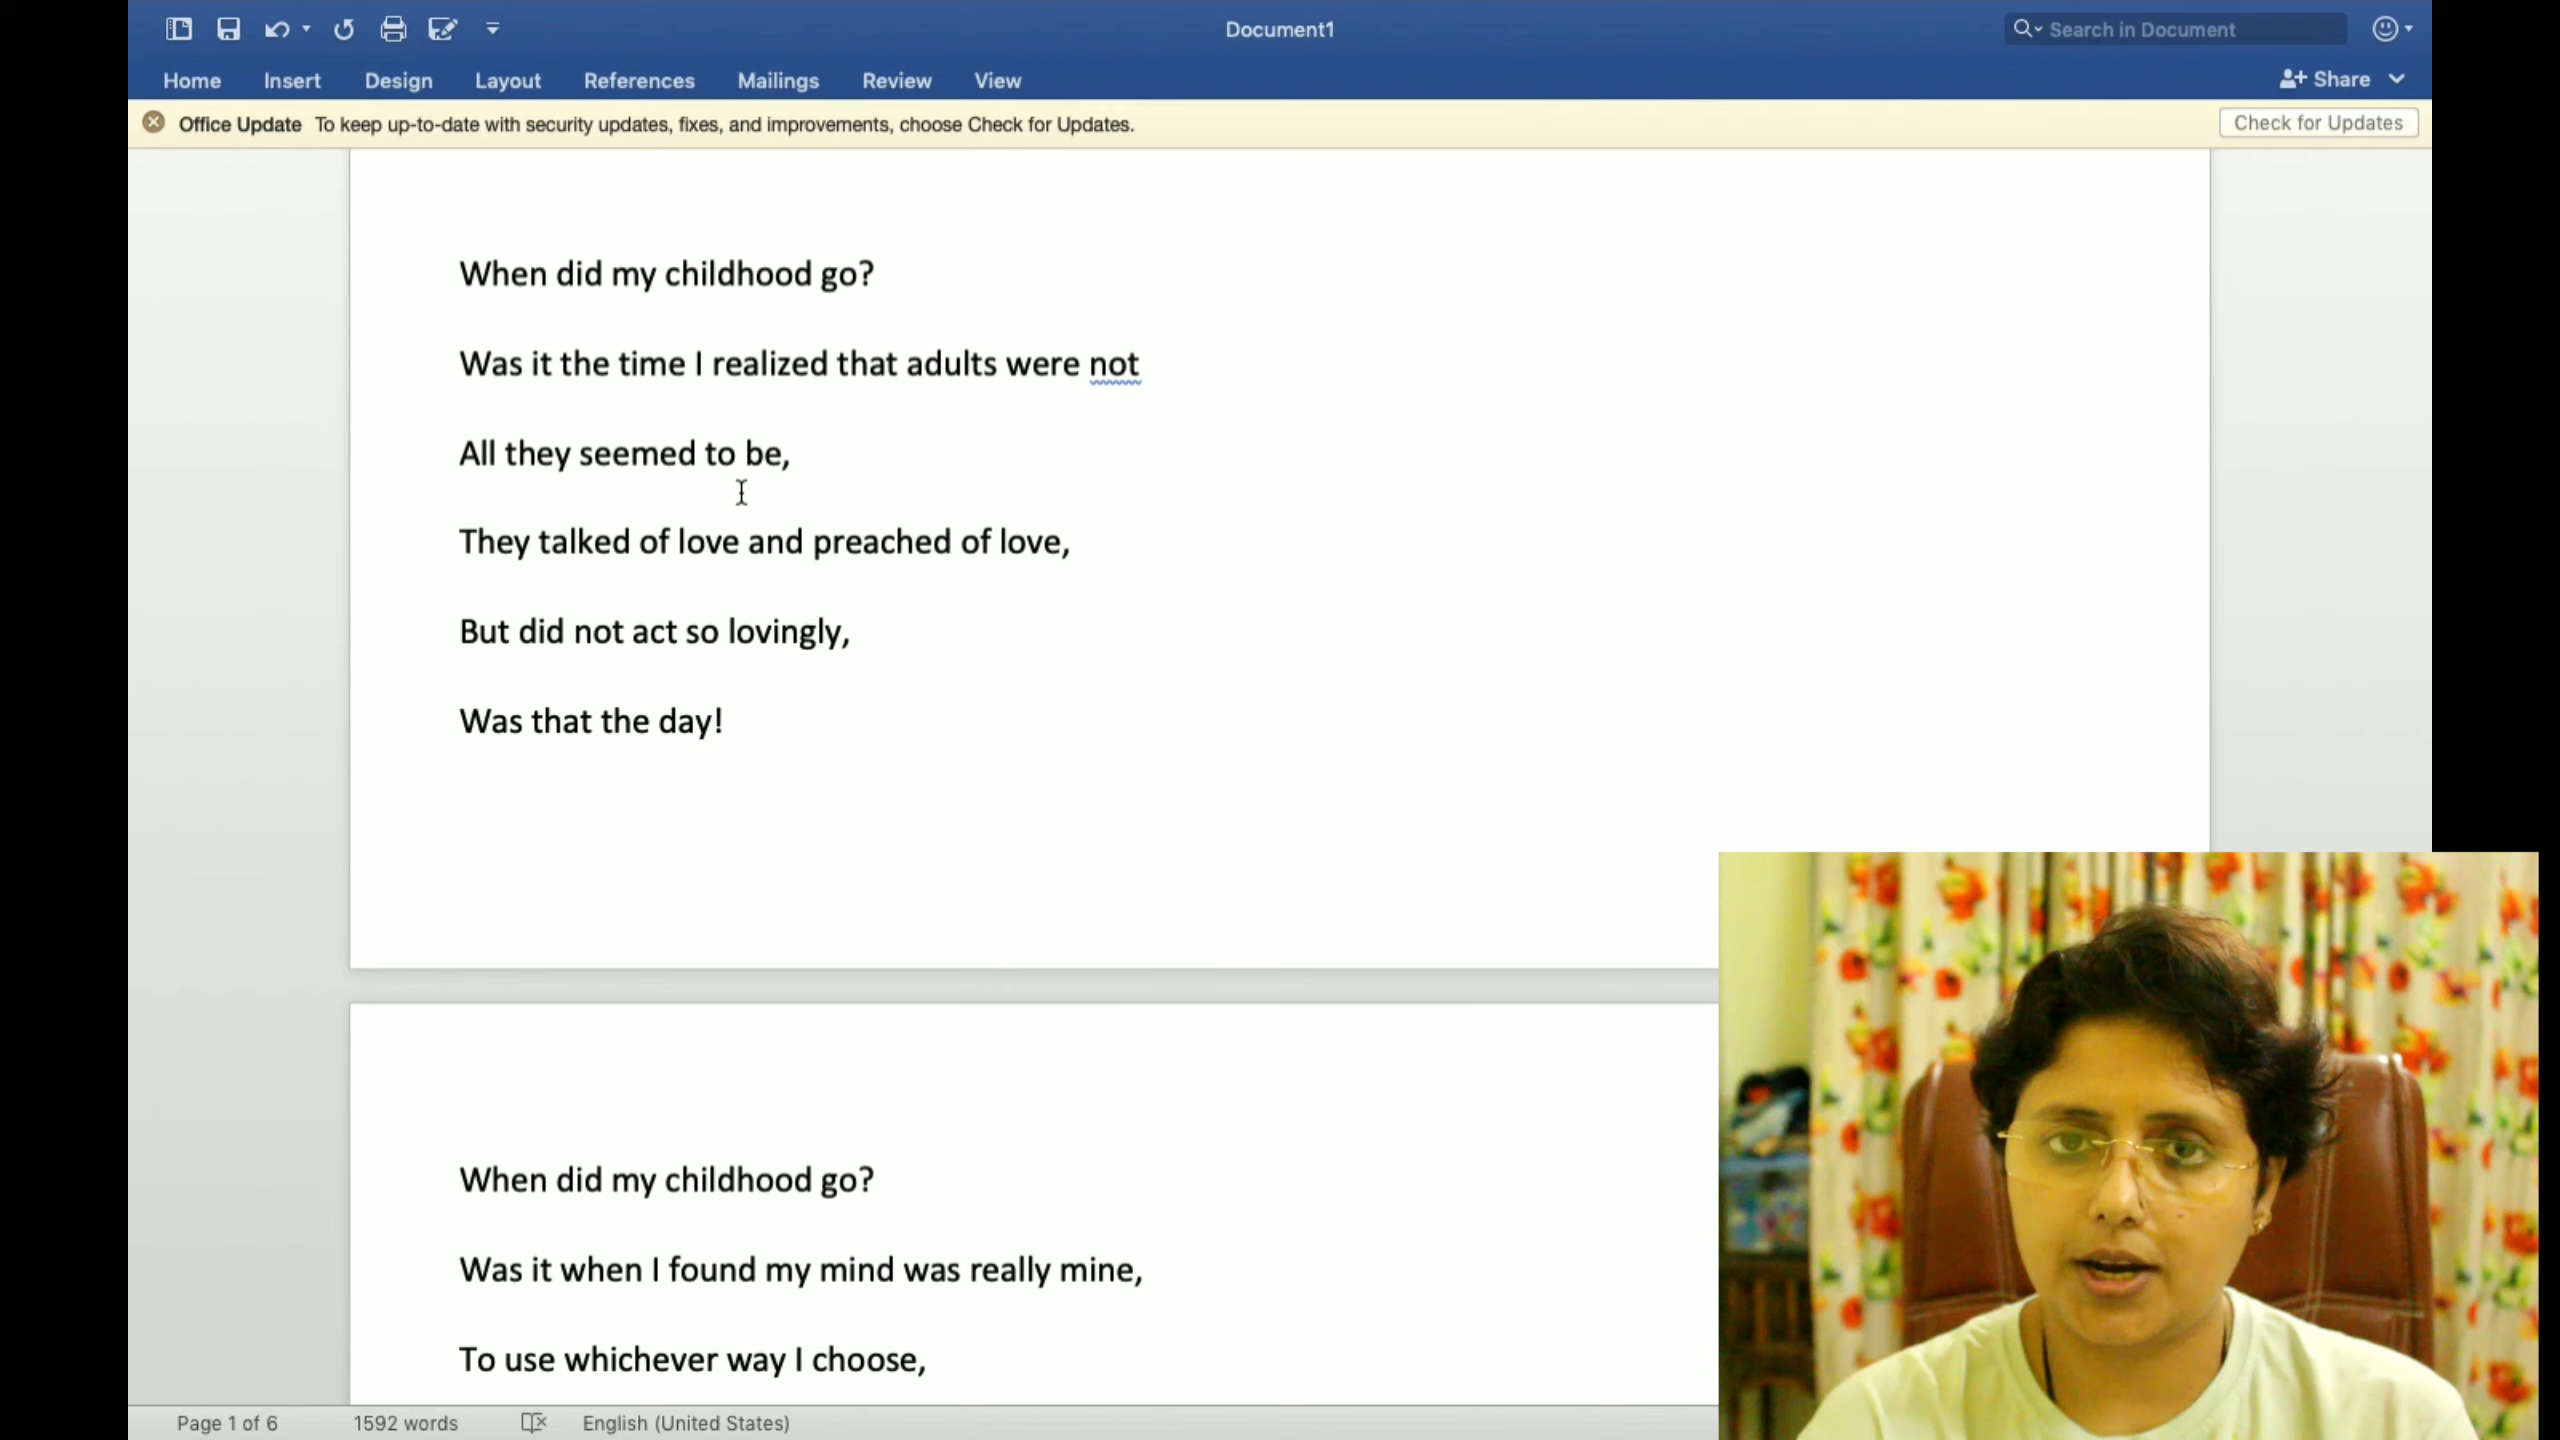 Document1
Search in Document
Home Insert Design Layout References Mailings Review View
Share
Office Update To keep up-to-date with security updates, fixes, and improvements, choose Check for Updates.
Check for Updates
When did my childhood go?
Was it the time I realized that adults were not
All they seemed to be,
They talked of love and preached of love,
But did not act so lovingly,
Was that the day!
When did my childhood go?
Was it when I found my mind was really mine,
To use whichever way I choose,
Page 1 of 6 1592 words English (United States)